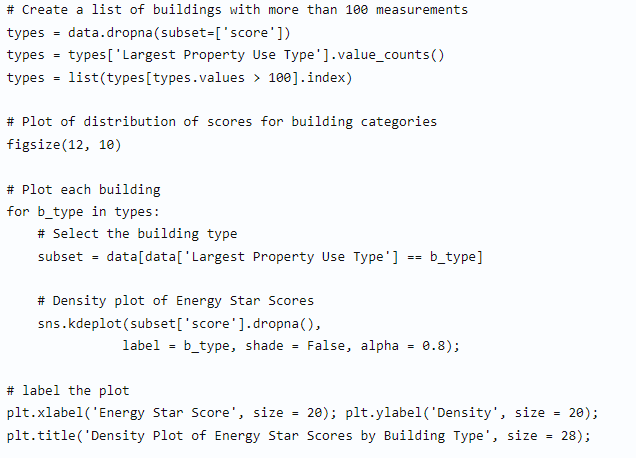 # Create a list of buildings with more than 100 measurements
types = data.dropna(subset=['score'])
types = types['Largest Property Use Type'].value_counts()
types = list(types[types.values > 100].index)

# Plot of distribution of scores for building categories
figsize(12, 10)

# Plot each building
for b_type in types:
    # Select the building type
    subset = data[data['Largest Property Use Type'] == b_type]

    # Density plot of Energy Star Scores
    sns.kdeplot(subset['score'].dropna(),
               label = b_type, shade = False, alpha = 0.8);

# label the plot
plt.xlabel('Energy Star Score', size = 20); plt.ylabel('Density', size = 20);
plt.title('Density Plot of Energy Star Scores by Building Type', size = 28);